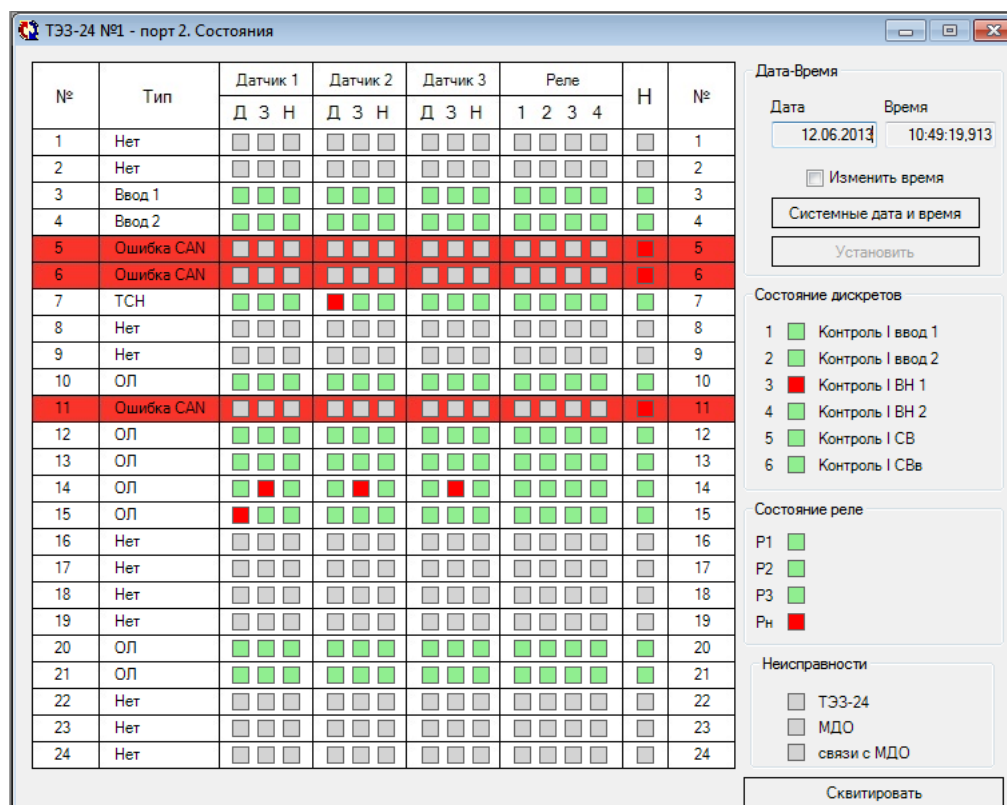 ТЭЗ-24 №1 - порт 2. Состояния
№ Тип Датчик 1 Датчик 2 Датчик 3 Реле Н №
Д З Н Д З Н Д З Н 1 2 3 4
1 Нет 1
2 Нет 2
3 Ввод 1 3
4 Ввод 2 4
5 Ошибка CAN 5
6 Ошибка CAN 6
7 ТСН 7
8 Нет 8
9 Нет 9
10 ОЛ 10
11 Ошибка CAN 11
12 ОЛ 12
13 ОЛ 13
14 ОЛ 14
15 ОЛ 15
16 Нет 16
17 Нет 17
18 Нет 18
19 Нет 19
20 ОЛ 20
21 ОЛ 21
22 Нет 22
23 Нет 23
24 Нет 24
Дата-Время
Дата Время
12.06.2013 10:49:19,913
Изменить время
Системные дата и время
Установить
Состояние дискретов
1 Контроль I ввод 1
2 Контроль I ввод 2
3 Контроль I ВН 1
4 Контроль I ВН 2
5 Контроль I СВ
6 Контроль I СВв
Состояние реле
Р1
Р2
Р3
Рн
Неисправности
ТЭЗ-24
МДО
связи с МДО
Сквитировать